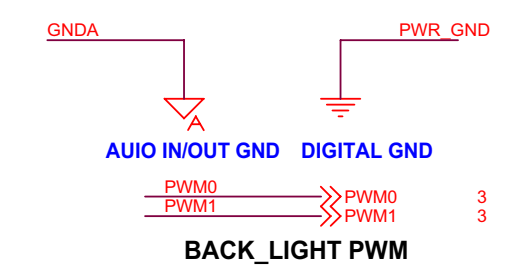 GNDA PWR_GND
A
AUIO IN/OUT GND DIGITAL GND
PWM0 PWM0 3
PWM1 PWM1 3
BACK_LIGHT PWM